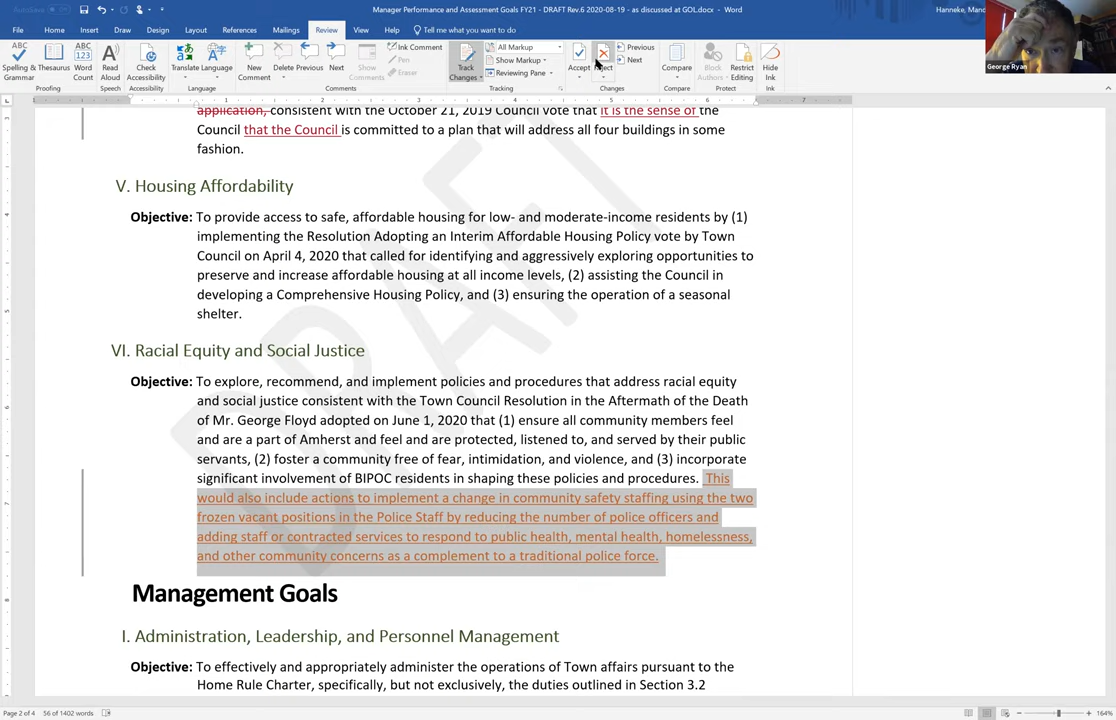 AutoSave Off
Manager Performance and Assessment Goals FY21 - DRAFT Rev.6 2020-08-19 - as discussed at GOL.docx - Word
Hanneke, Manc
File Home Insert Draw Design Layout References Mailings Review View Help Tell me what you want to do
George Ryan
Spelling & Grammar
Thesaurus
Word Count
Read Aloud
Check Accessibility
Translate
Language
New Comment
Delete
Previous
Next
Show Comments
Ink Comment
Pen
Eraser
Track Changes
All Markup
Show Markup
Reviewing Pane
Accept
Reject
Previous
Next
Compare
Block Authors
Restrict Editing
Hide Ink
Proofing Accessibility Language Comments Tracking Changes Compare Protect Ink
application, consistent with the October 21, 2019 Council vote that it is the sense of the
Council that the Council is committed to a plan that will address all four buildings in some
fashion.
V. Housing Affordability
Objective: To provide access to safe, affordable housing for low- and moderate-income residents by (1)
implementing the Resolution Adopting an Interim Affordable Housing Policy vote by Town
Council on April 4, 2020 that called for identifying and aggressively exploring opportunities to
preserve and increase affordable housing at all income levels, (2) assisting the Council in
developing a Comprehensive Housing Policy, and (3) ensuring the operation of a seasonal
shelter.
VI. Racial Equity and Social Justice
Objective: To explore, recommend, and implement policies and procedures that address racial equity
and social justice consistent with the Town Council Resolution in the Aftermath of the Death
of Mr. George Floyd adopted on June 1, 2020 that (1) ensure all community members feel
and are a part of Amherst and feel and are protected, listened to, and served by their public
servants, (2) foster a community free of fear, intimidation, and violence, and (3) incorporate
significant involvement of BIPOC residents in shaping these policies and procedures. This
would also include actions to implement a change in community safety staffing using the two
frozen vacant positions in the Police Staff by reducing the number of police officers and
adding staff or contracted services to respond to public health, mental health, homelessness,
and other community concerns as a complement to a traditional police force.
Management Goals
I. Administration, Leadership, and Personnel Management
Objective: To effectively and appropriately administer the operations of Town affairs pursuant to the
Home Rule Charter, specifically, but not exclusively, the duties outlined in Section 3.2
DRAFT
Page 2 of 4 56 of 1402 words
164%